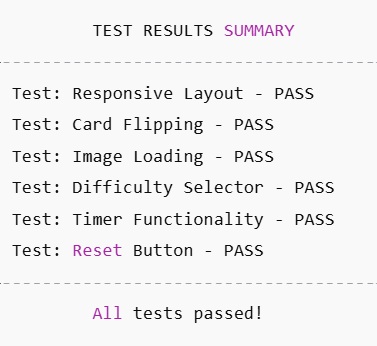 TEST RESULTS SUMMARY
Test: Responsive Layout - PASS
Test: Card Flipping - PASS
Test: Image Loading - PASS
Test: Difficulty Selector - PASS
Test: Timer Functionality - PASS
Test: Reset Button - PASS
All tests passed!